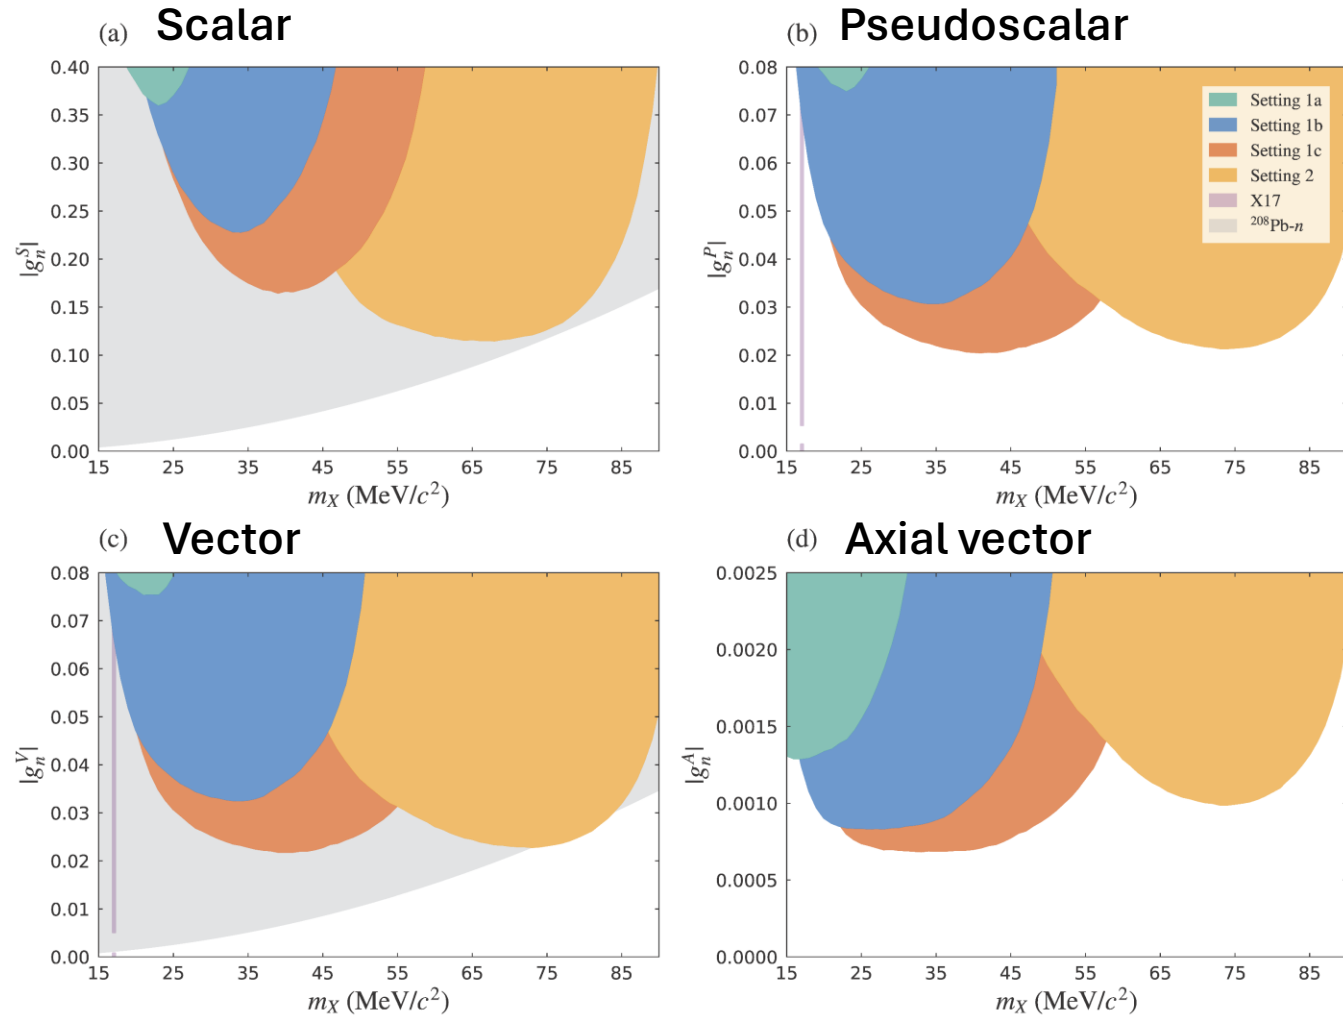 (a) Scalar
0.40
0.35
0.30
0.25
0.20
0.15
0.10
0.05
0.00
|g_n^S|
15 25 35 45 55 65 75 85
m_X (MeV/c²)
(b) Pseudoscalar
0.08
0.07
0.06
0.05
0.04
0.03
0.02
0.01
0.00
|g_n^P|
15 25 35 45 55 65 75 85
m_X (MeV/c²)
Setting 1a
Setting 1b
Setting 1c
Setting 2
X17
²⁰⁸Pb-n
(c) Vector
0.08
0.07
0.06
0.05
0.04
0.03
0.02
0.01
0.00
|g_n^V|
15 25 35 45 55 65 75 85
m_X (MeV/c²)
(d) Axial vector
0.0025
0.0020
0.0015
0.0010
0.0005
0.0000
|g_n^A|
15 25 35 45 55 65 75 85
m_X (MeV/c²)